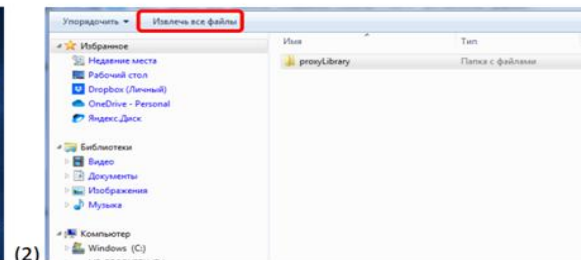 Упорядочить Извлечь все файлы
Имя Тип
Избранное
proxyLibrary Папка с файлами
Недавние места
Рабочий стол
Dropbox (Личный)
OneDrive - Personal
Яндекс.Диск
Библиотеки
Видео
Документы
Изображения
Музыка
Компьютер
(2) Windows (C:)